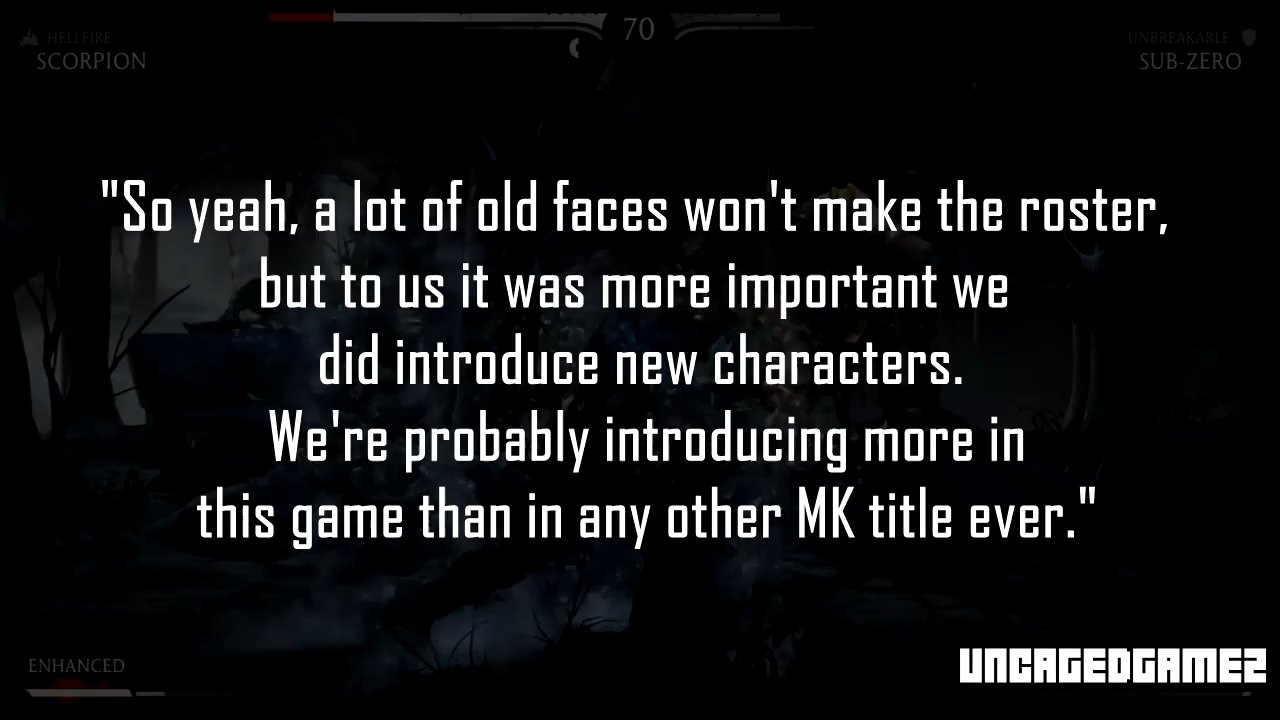 70
HELLFIRE
SCORPION
UNBREAKABLE
SUB-ZERO
"So yeah, a lot of old faces won't make the roster,
but to us it was more important we
did introduce new characters.
We're probably introducing more in
this game than in any other MK title ever."
ENHANCED
UNCAGEDGAMEZ